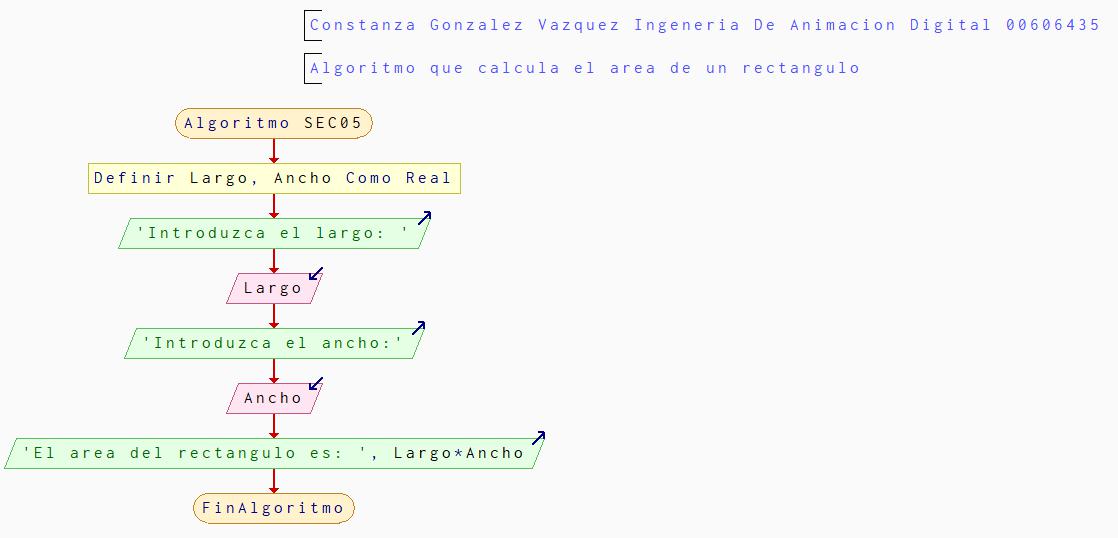 Constanza Gonzalez Vazquez Ingeneria De Animacion Digital 00606435
Algoritmo que calcula el area de un rectangulo
Algoritmo SEC05
Definir Largo, Ancho Como Real
'Introduzca el largo: '
Largo
'Introduzca el ancho:'
Ancho
'El area del rectangulo es: ', Largo*Ancho
FinAlgoritmo